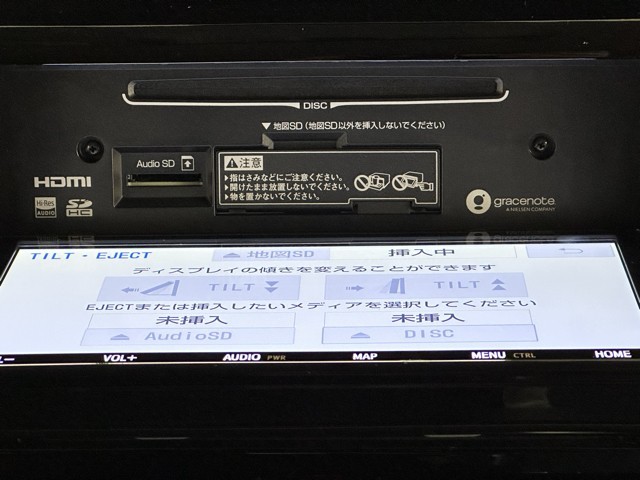 DISC
▼地図SD(地図SD以外を挿入しないでください)
Audio SD
注意
▶指はさみなどにご注意ください。
▶開けたまま放置しないでください。
▶物を置かないでください。
HDMI
Hi-Res AUDIO
SD HC
gracenote.
A NIELSEN COMPANY
TILT・EJECT
地図SD
挿入中
ディスプレイの傾きを変えることができます
TILT
TILT
EJECTまたは挿入したいメディアを選択してください
未挿入
未挿入
AudioSD
DISC
L−
VOL+
AUDIO PWR
MAP
MENU CTRL
HOME